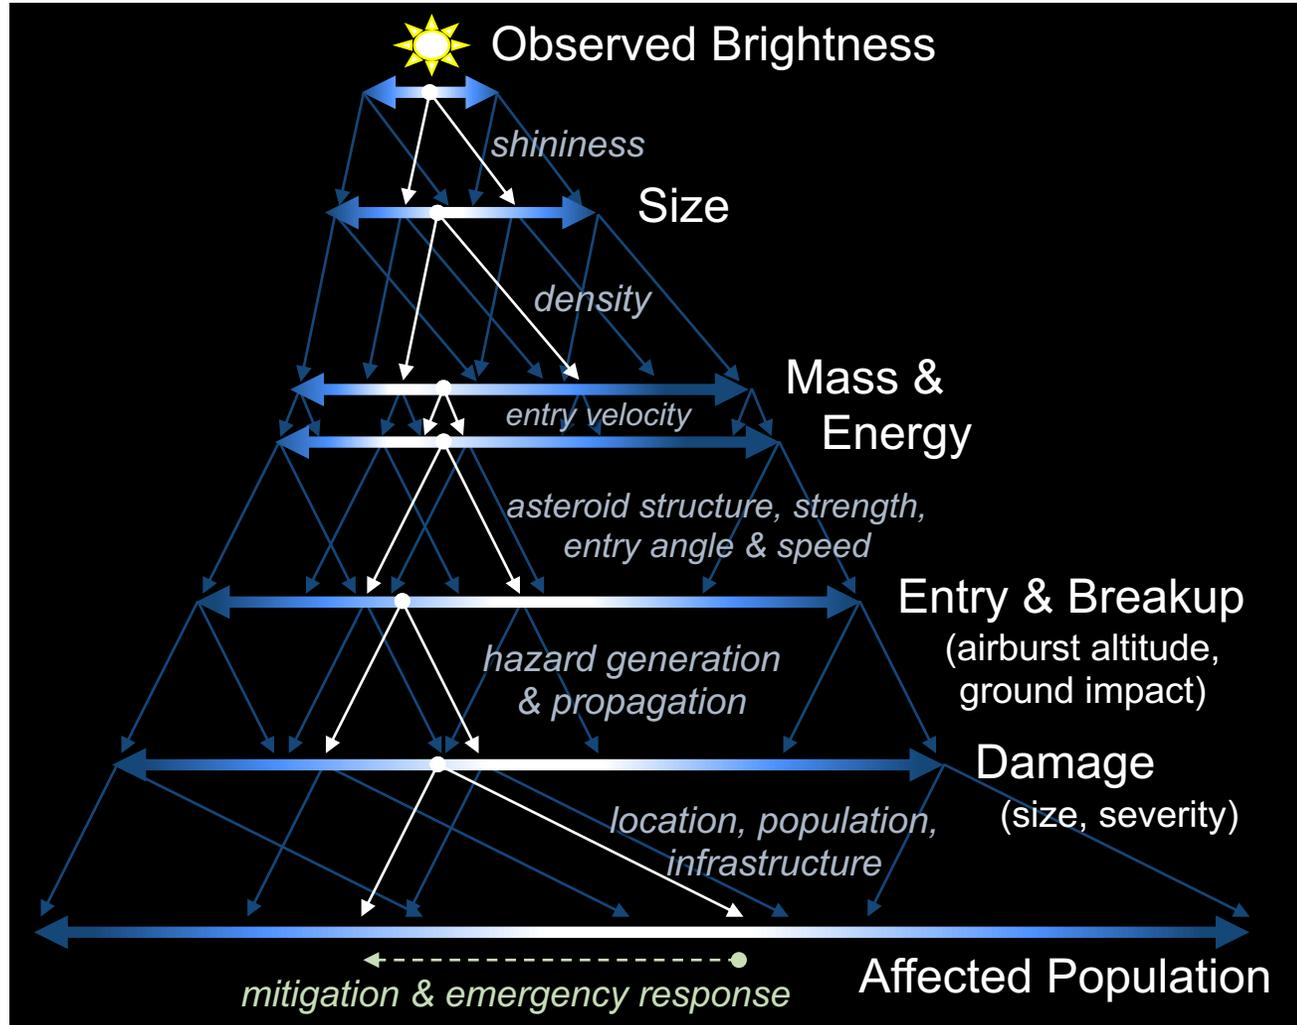 Observed Brightness
shininess
Size
density
Mass &
Energy
entry velocity
asteroid structure, strength,
entry angle & speed
Entry & Breakup
(airburst altitude,
ground impact)
hazard generation
& propagation
Damage
(size, severity)
location, population,
infrastructure
Affected Population
mitigation & emergency response